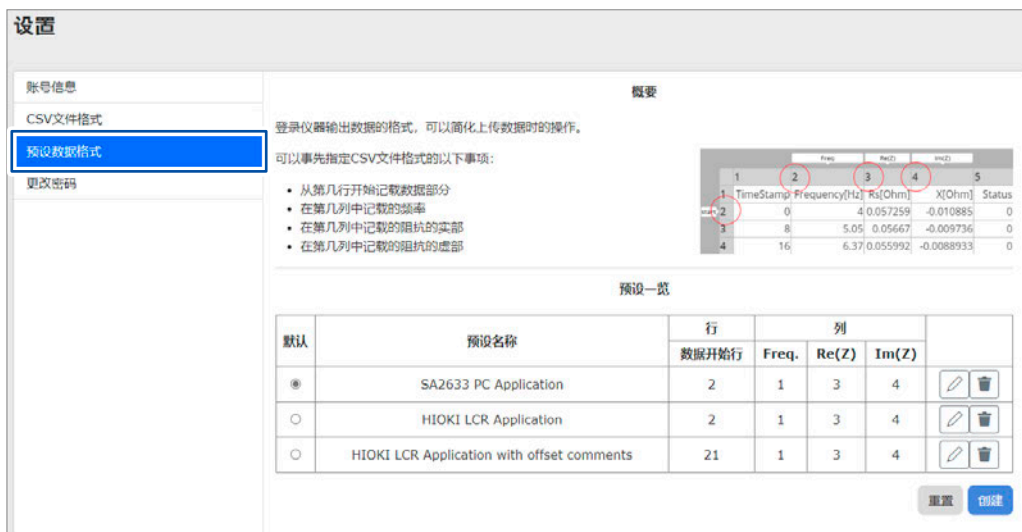 设置
账号信息
CSV文件格式
预设数据格式
更改密码
概要
登录仪器输出数据的格式，可以简化上传数据时的操作。
可以事先指定CSV文件格式的以下事项：
• 从第几行开始记载数据部分
• 在第几列中记载的频率
• 在第几列中记载的阻抗的实部
• 在第几列中记载的阻抗的虚部
Freq. Re(Z) Im(Z)
1 2 3 4 5
1 TimeStamp Frequency[Hz] Rs[Ohm] X[Ohm] Status
start 2 0 4 0.057259 -0.010885 0
3 8 5.05 0.05667 -0.009736 0
4 16 6.37 0.055992 -0.0088933 0
预设一览
默认 预设名称 行 列
数据开始行 Freq. Re(Z) Im(Z)
SA2633 PC Application 2 1 3 4
HIOKI LCR Application 2 1 3 4
HIOKI LCR Application with offset comments 21 1 3 4
重置 创建